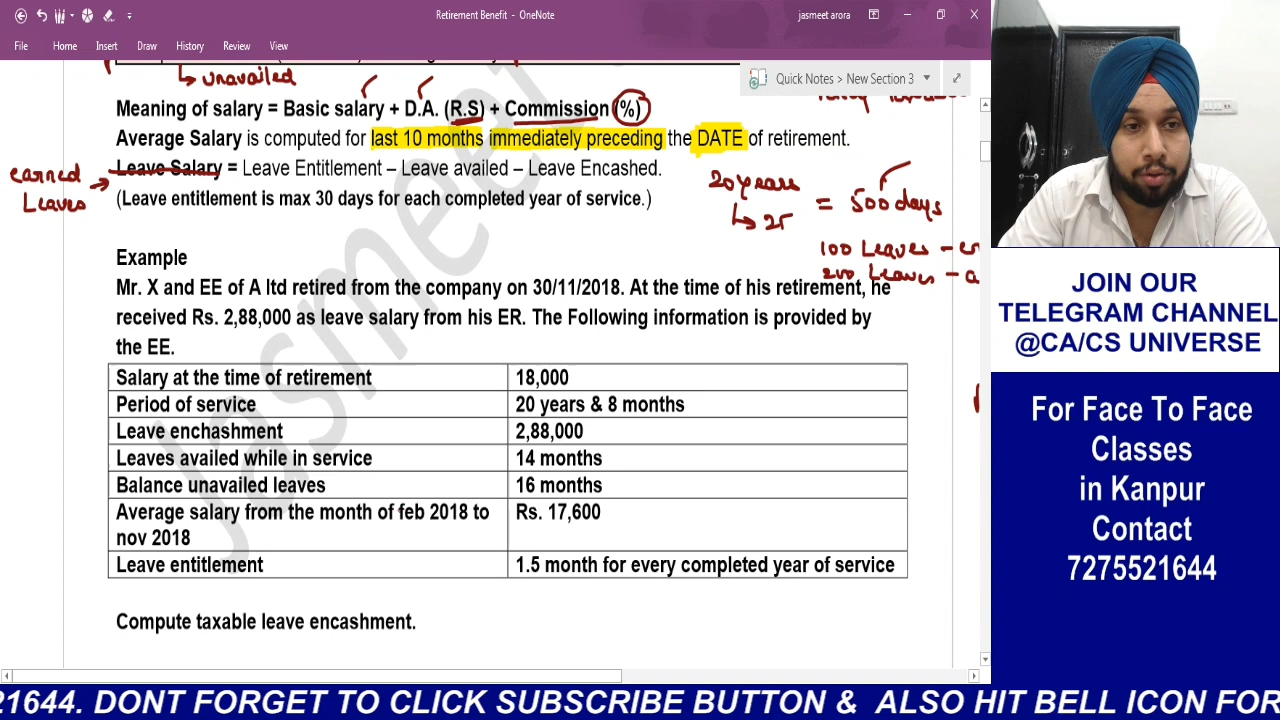 Retirement Benefit - OneNote
jasmeet arora
File Home Insert Draw History Review View
Quick Notes > New Section 3
unavailed
Meaning of salary = Basic salary + D.A. (R.S) + Commission (%)
Average Salary is computed for last 10 months immediately preceding the DATE of retirement.
Leave Salary = Leave Entitlement – Leave availed – Leave Encashed.
earned
Leaves
(Leave entitlement is max 30 days for each completed year of service.)
20 years = 500 days
25
100 Leaves -
200 Leaves -
Example
Mr. X and EE of A ltd retired from the company on 30/11/2018. At the time of his retirement, he
received Rs. 2,88,000 as leave salary from his ER. The Following information is provided by
the EE.
Salary at the time of retirement 18,000
Period of service 20 years & 8 months
Leave enchashment 2,88,000
Leaves availed while in service 14 months
Balance unavailed leaves 16 months
Average salary from the month of feb 2018 to Rs. 17,600
nov 2018
Leave entitlement 1.5 month for every completed year of service
Compute taxable leave encashment.
Jasmeet
JOIN OUR
TELEGRAM CHANNEL
@CA/CS UNIVERSE
For Face To Face
Classes
in Kanpur
Contact
7275521644
21644. DONT FORGET TO CLICK SUBSCRIBE BUTTON & ALSO HIT BELL ICON FOR